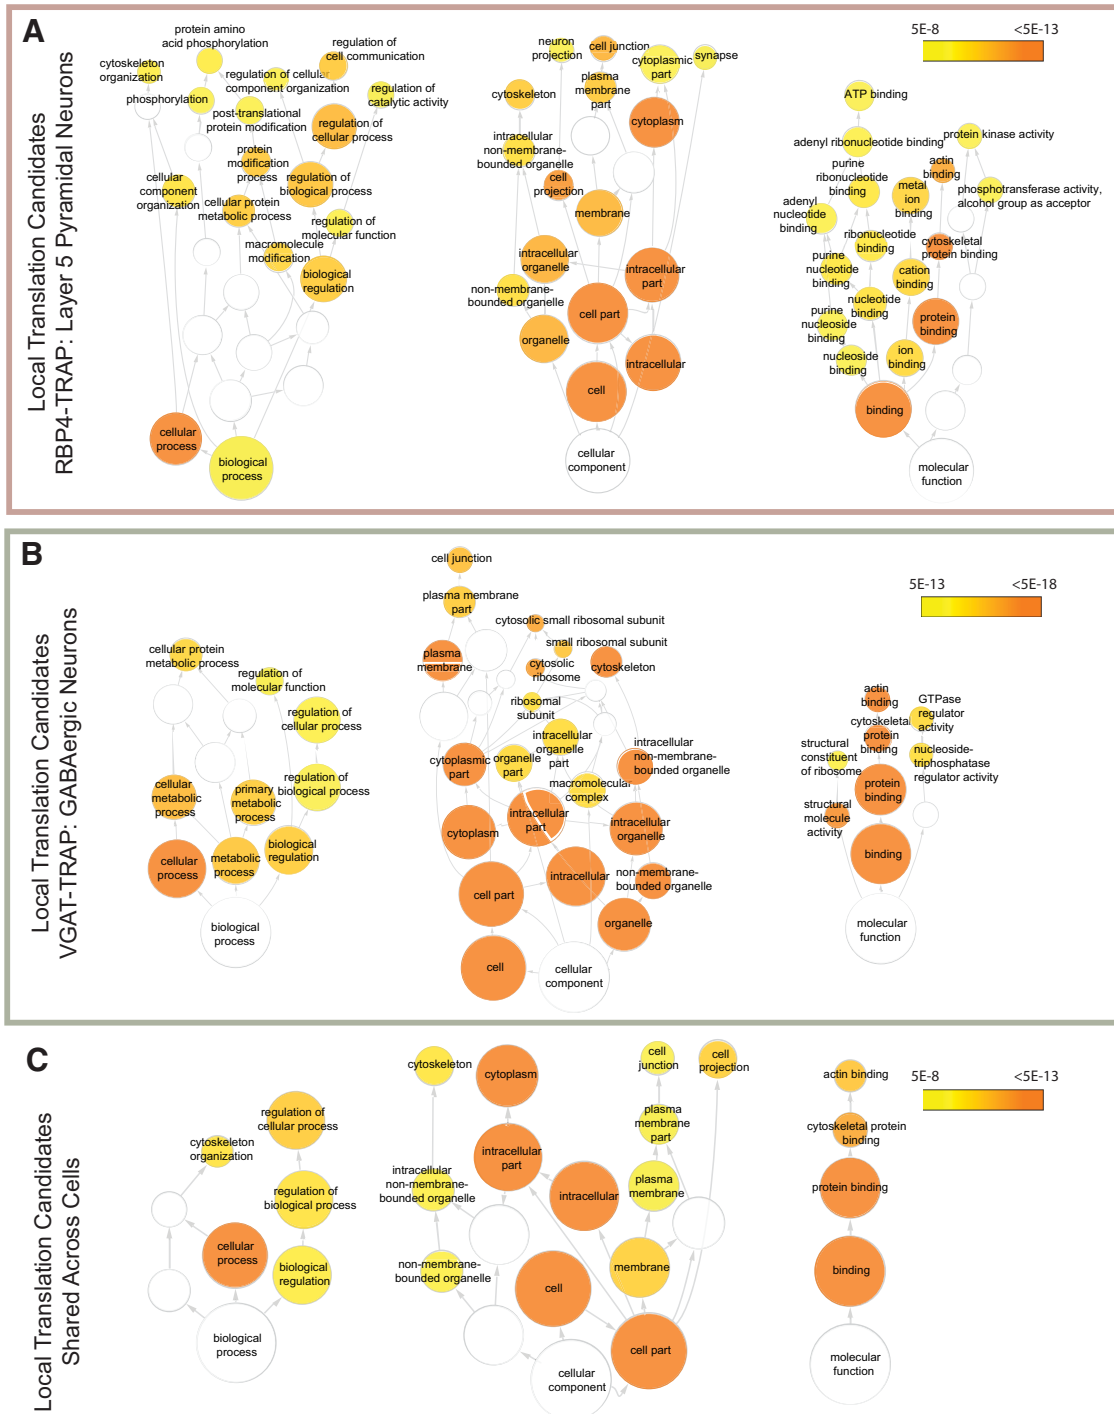 A
Local Translation Candidates
RBP4-TRAP: Layer 5 Pyramidal Neurons
5E-8
<5E-13
protein amino
acid phosphorylation
cytoskeleton
organization
phosphorylation
regulation of
cell communication
regulation of cellular
component organization
post-translational
protein modification
regulation of
catalytic activity
regulation of
cellular process
protein
modification
process
cellular
component
organization
cellular protein
metabolic process
regulation of
biological process
regulation of
molecular function
macromolecule
modification
biological
regulation
cellular
process
biological
process
neuron
projection
cell junction
cytoplasmic
part
synapse
cytoskeleton
plasma
membrane
part
cytoplasm
intracellular
non-membrane-
bounded organelle
cell
projection
membrane
intracellular
organelle
intracellular
part
non-membrane-
bounded organelle
cell part
organelle
intracellular
cell
cellular
component
ATP binding
adenyl ribonucleotide binding
protein kinase activity
purine
ribonucleotide
binding
actin
binding
metal
ion
binding
phosphotransferase activity,
alcohol group as acceptor
adenyl
nucleotide
binding
ribonucleotide
binding
cytoskeletal
protein binding
purine
nucleotide
binding
cation
binding
nucleotide
binding
purine
nucleoside
binding
protein
binding
nucleoside
binding
ion
binding
binding
molecular
function
B
Local Translation Candidates
VGAT-TRAP: GABAergic Neurons
5E-13
<5E-18
cellular protein
metabolic process
regulation of
molecular function
regulation of
cellular process
cellular
metabolic
process
primary
metabolic
process
regulation of
biological process
cellular
process
metabolic
process
biological
regulation
biological
process
cell junction
plasma membrane
part
cytosolic small ribosomal subunit
small ribosomal subunit
plasma
membrane
cytosolic
ribosome
cytoskeleton
ribosomal
subunit
intracellular
organelle
part
intracellular
non-membrane-
bounded organelle
cytoplasmic
part
organelle
part
macromolecular
complex
cytoplasm
intracellular
part
intracellular
organelle
cell part
intracellular
non-membrane-
bounded organelle
organelle
cell
cellular
component
actin
binding
GTPase
regulator
activity
cytoskeletal
protein
binding
structural
constituent
of ribosome
nucleoside-
triphosphatase
regulator activity
protein
binding
structural
molecule
activity
binding
molecular
function
C
Local Translation Candidates
Shared Across Cells
5E-8
<5E-13
regulation of
cellular process
cytoskeleton
organization
regulation of
biological process
cellular
process
biological
regulation
biological
process
cytoskeleton
cytoplasm
cell
junction
cell
projection
plasma
membrane
part
intracellular
part
intracellular
non-membrane-
bounded organelle
intracellular
plasma
membrane
non-membrane-
bounded organelle
cell
membrane
cell part
cellular
component
actin binding
cytoskeletal protein
binding
protein binding
binding
molecular
function